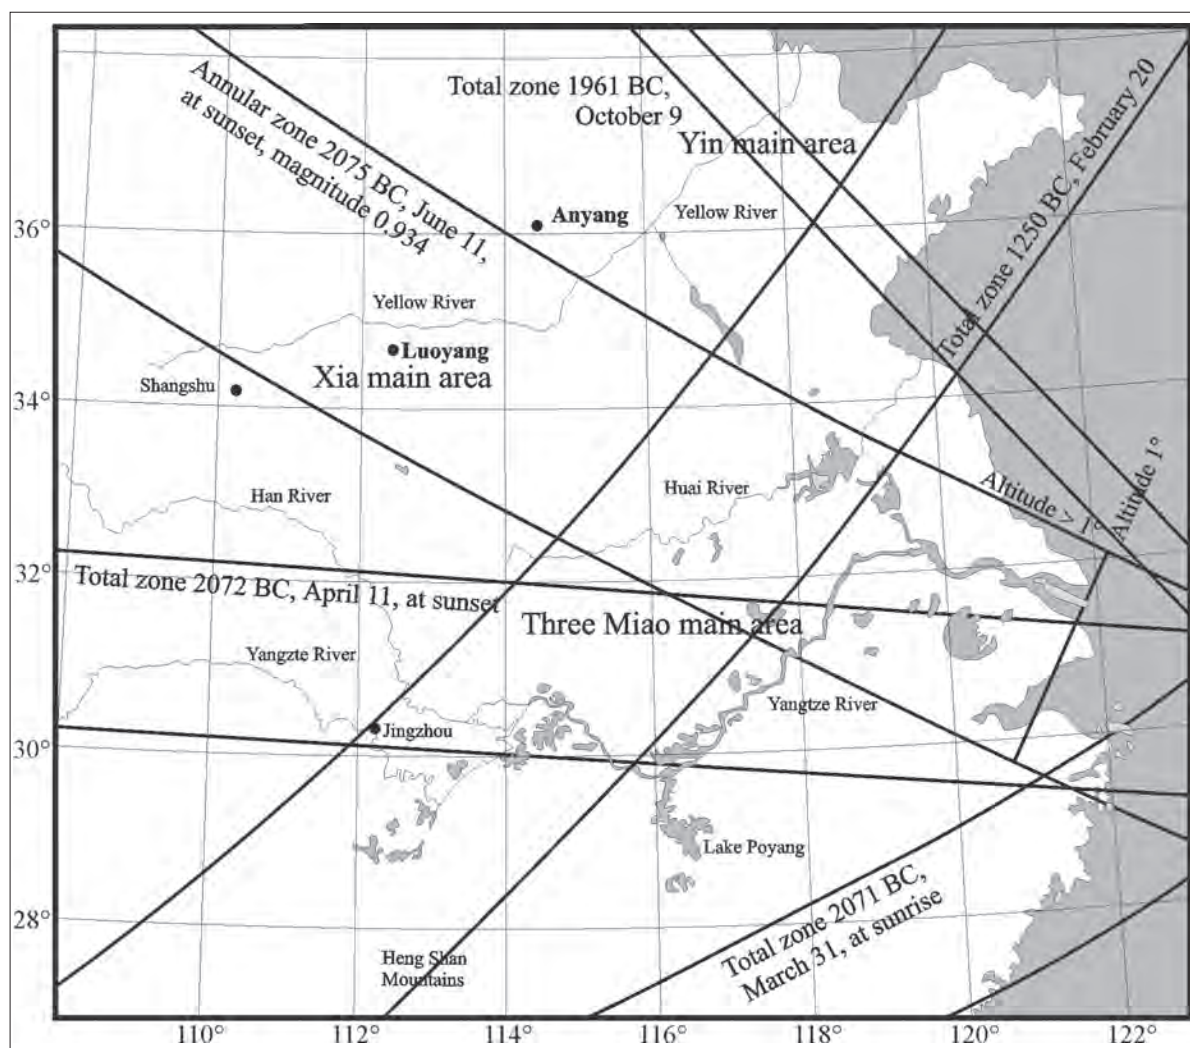 Annular zone 2075 BC, June 11,
at sunset, magnitude 0.934
Total zone 1961 BC,
October 9
Yin main area
Total zone 1250 BC, February 20
36°
Anyang
Yellow River
Yellow River
Luoyang
Xia main area
Shangshu
34°
Han River
Huai River
Altitude > 1°
Altitude 1°
32°
Total zone 2072 BC, April 11, at sunset
Three Miao main area
Yangzte River
Yangtze River
Jingzhou
30°
Lake Poyang
Total zone 2071 BC,
March 31, at sunrise
28°
Heng Shan
Mountains
110°
112°
114°
116°
118°
120°
122°